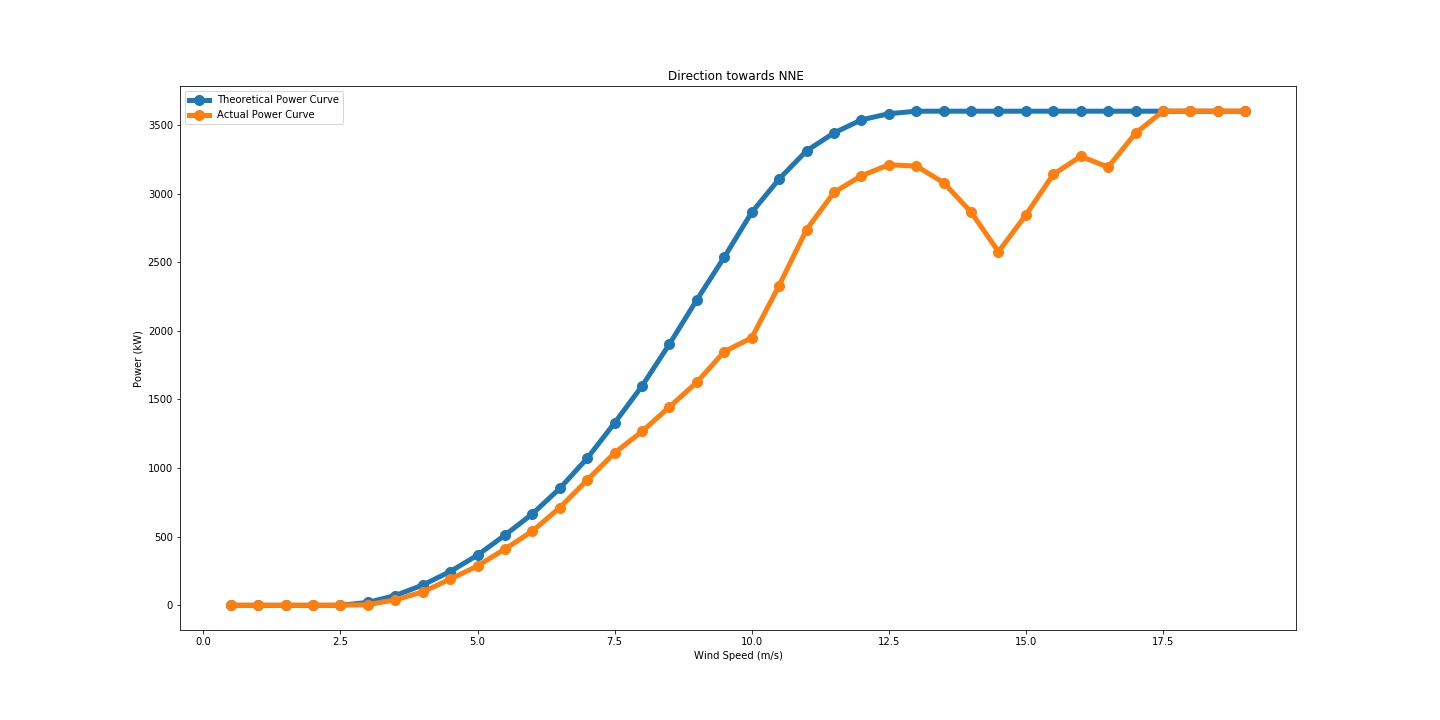 Direction towards NNE
Theoretical Power Curve
Actual Power Curve
Power (kW)
3500
3000
2500
2000
1500
1000
500
0
0.0 2.5 5.0 7.5 10.0 12.5 15.0 17.5
Wind Speed (m/s)